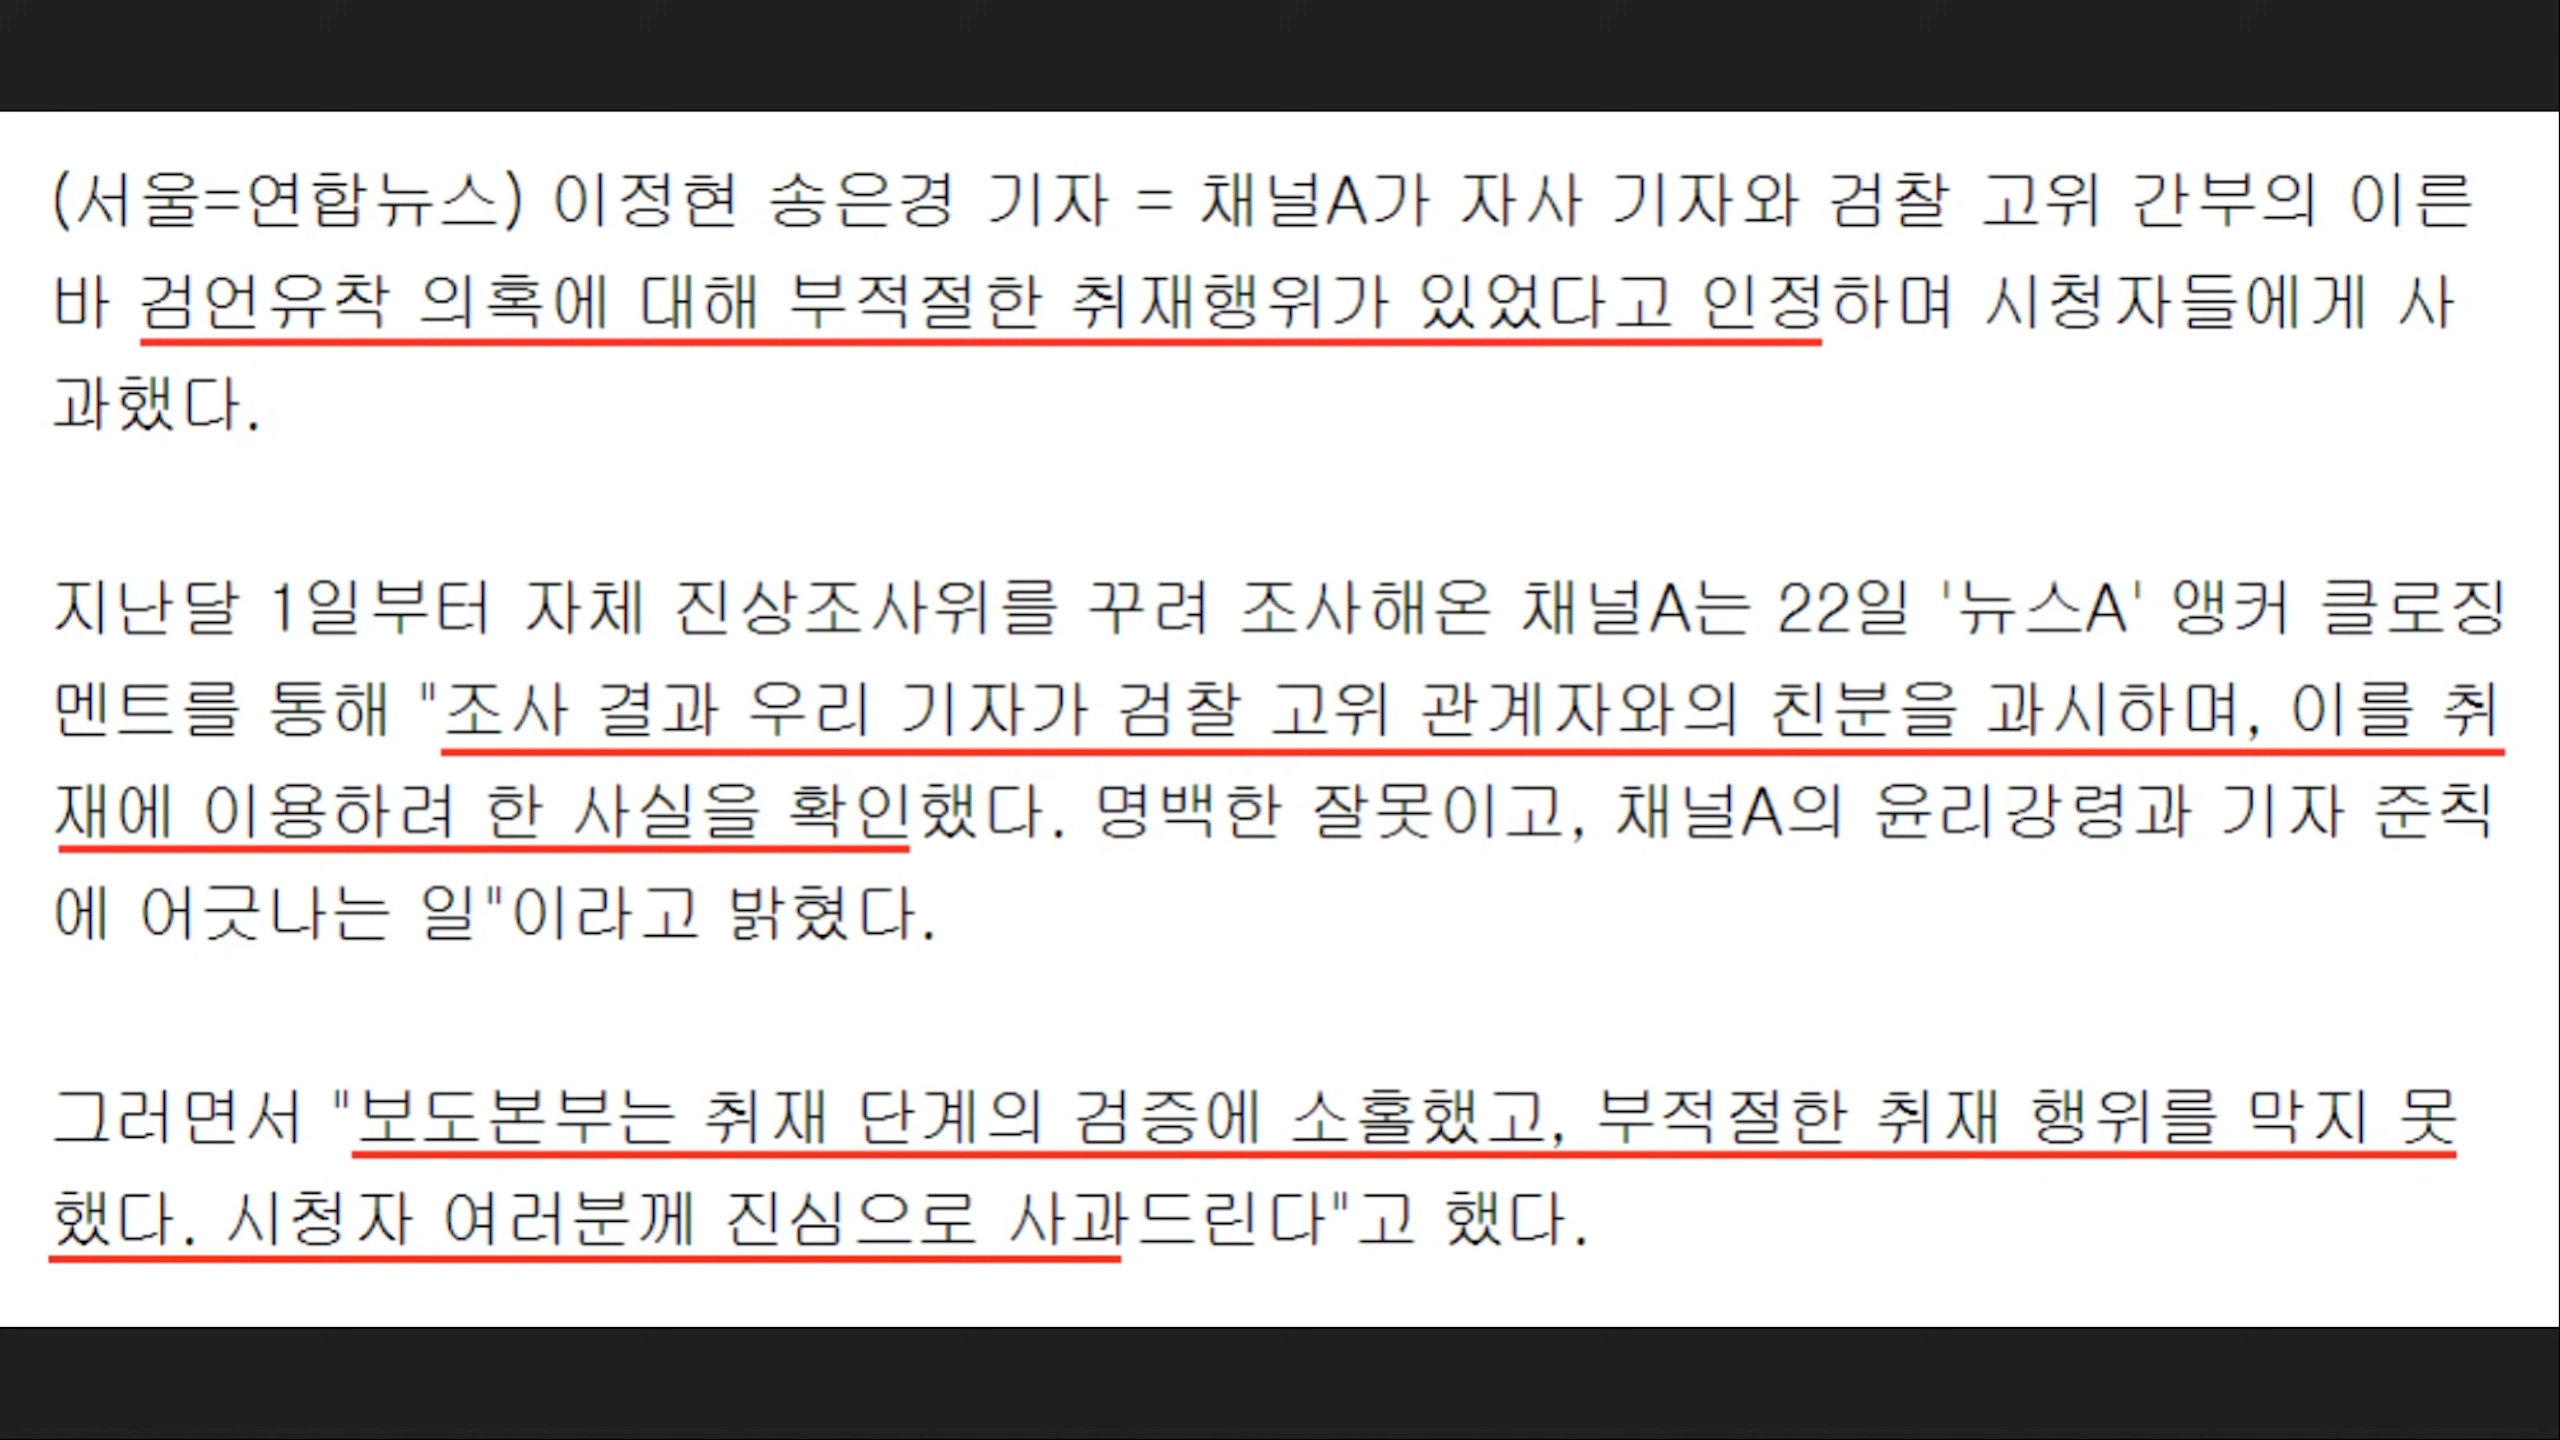 (서울=연합뉴스) 이정현 송은경 기자 = 채널A가 자사 기자와 검찰 고위 간부의 이른
바 검언유착 의혹에 대해 부적절한 취재행위가 있었다고 인정하며 시청자들에게 사
과했다.
지난달 1일부터 자체 진상조사위를 꾸려 조사해온 채널A는 22일 '뉴스A' 앵커 클로징
멘트를 통해 "조사 결과 우리 기자가 검찰 고위 관계자와의 친분을 과시하며, 이를 취
재에 이용하려 한 사실을 확인했다. 명백한 잘못이고, 채널A의 윤리강령과 기자 준칙
에 어긋나는 일"이라고 밝혔다.
그러면서 "보도본부는 취재 단계의 검증에 소홀했고, 부적절한 취재 행위를 막지 못
했다. 시청자 여러분께 진심으로 사과드린다"고 했다.